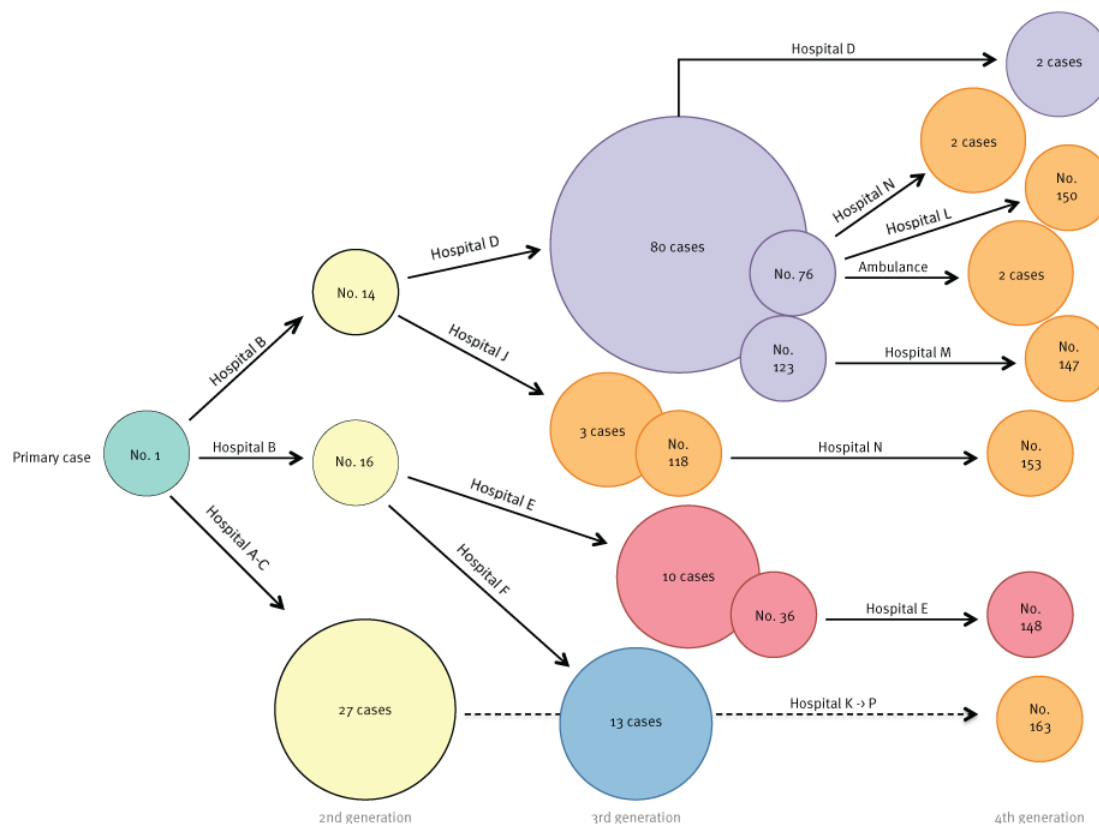 Hospital D
2 cases
2 cases
Hospital N
No.
150
Hospital L
80 cases
Hospital D
No. 76
Ambulance
2 cases
No. 14
Hospital J
Hospital B
No.
123
Hospital M
No.
147
Primary case
No. 1
Hospital B
No. 16
3 cases
No.
118
Hospital N
No.
153
Hospital E
Hospital A-C
Hospital F
10 cases
No. 36
Hospital E
No.
148
27 cases
13 cases
Hospital K -> P
No.
163
2nd generation
3rd generation
4th generation